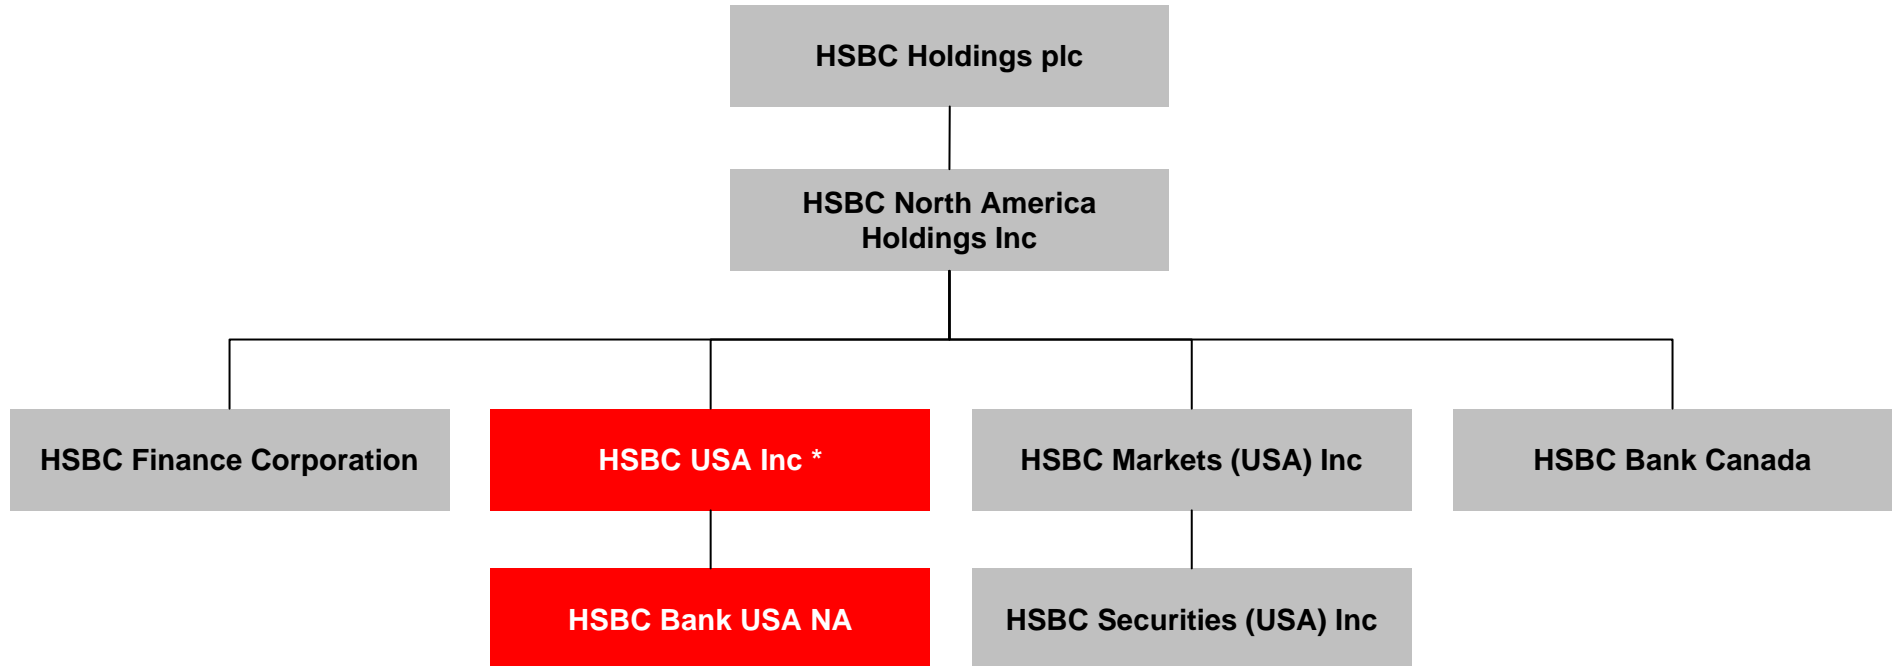 HSBC Holdings plc
HSBC North America
Holdings Inc
HSBC Finance Corporation
HSBC USA Inc *
HSBC Markets (USA) Inc
HSBC Bank Canada
HSBC Bank USA NA
HSBC Securities (USA) Inc